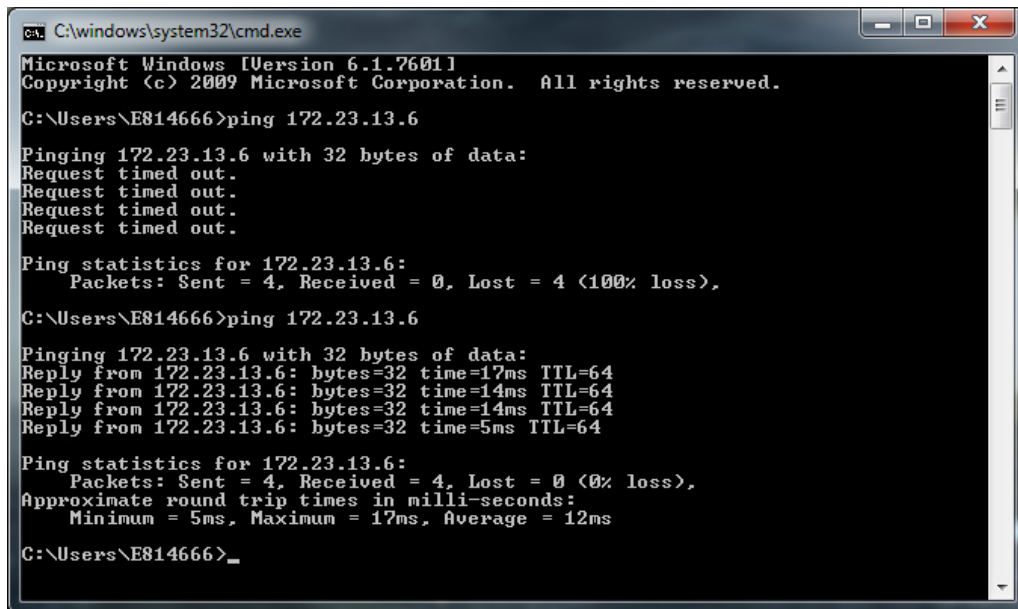 C:\windows\system32\cmd.exe
Microsoft Windows [Version 6.1.7601]
Copyright (c) 2009 Microsoft Corporation.  All rights reserved.
C:\Users\E814666>ping 172.23.13.6
Pinging 172.23.13.6 with 32 bytes of data:
Request timed out.
Request timed out.
Request timed out.
Request timed out.
Ping statistics for 172.23.13.6:
    Packets: Sent = 4, Received = 0, Lost = 4 (100% loss),
C:\Users\E814666>ping 172.23.13.6
Pinging 172.23.13.6 with 32 bytes of data:
Reply from 172.23.13.6: bytes=32 time=17ms TTL=64
Reply from 172.23.13.6: bytes=32 time=14ms TTL=64
Reply from 172.23.13.6: bytes=32 time=14ms TTL=64
Reply from 172.23.13.6: bytes=32 time=5ms TTL=64
Ping statistics for 172.23.13.6:
    Packets: Sent = 4, Received = 4, Lost = 0 (0% loss),
Approximate round trip times in milli-seconds:
    Minimum = 5ms, Maximum = 17ms, Average = 12ms
C:\Users\E814666>_